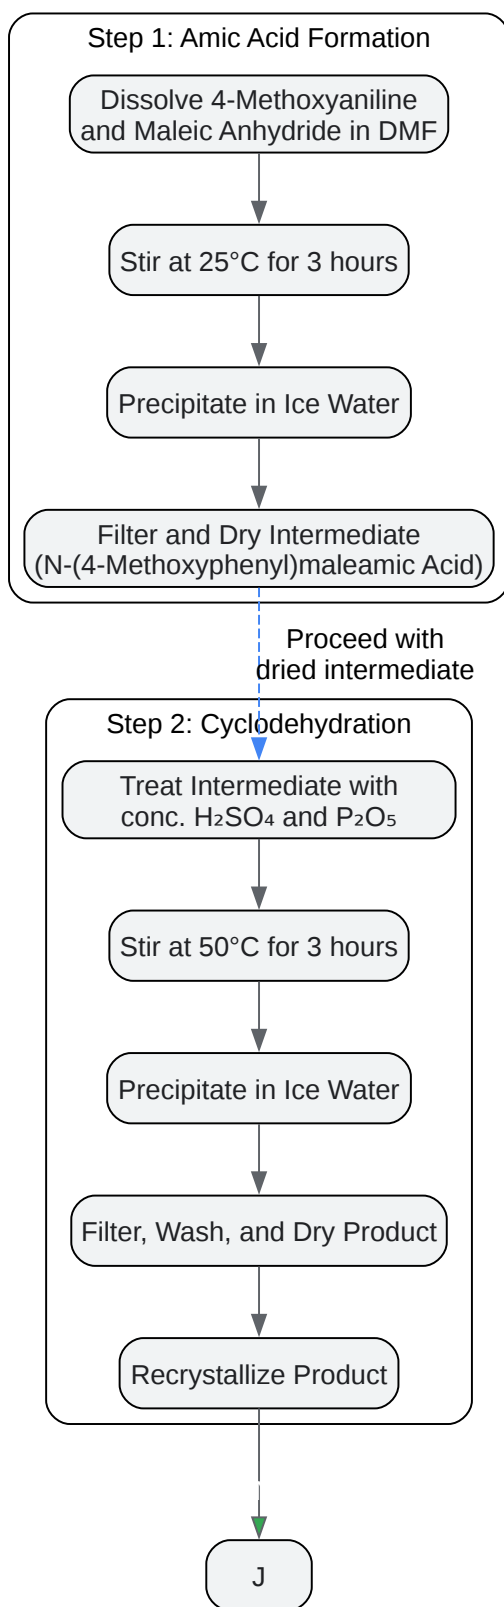 Step 1: Amic Acid Formation
Dissolve 4-Methoxyaniline
and Maleic Anhydride in DMF
Stir at 25°C for 3 hours
Precipitate in Ice Water
Filter and Dry Intermediate
(N-(4-Methoxyphenyl)maleamic Acid)
Proceed with
dried intermediate
Step 2: Cyclodehydration
Treat Intermediate with
conc. H₂SO₄ and P₂O₅
Stir at 50°C for 3 hours
Precipitate in Ice Water
Filter, Wash, and Dry Product
Recrystallize Product
J